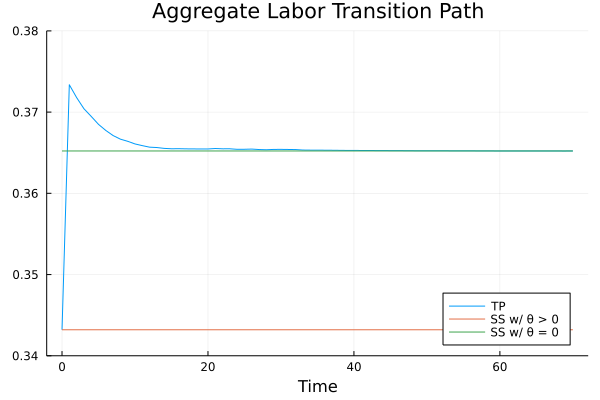 Aggregate Labor Transition Path
0.38
0.37
0.36
0.35
0.34
TP
SS w/ θ > 0
SS w/ θ = 0
0 20 40 60
Time